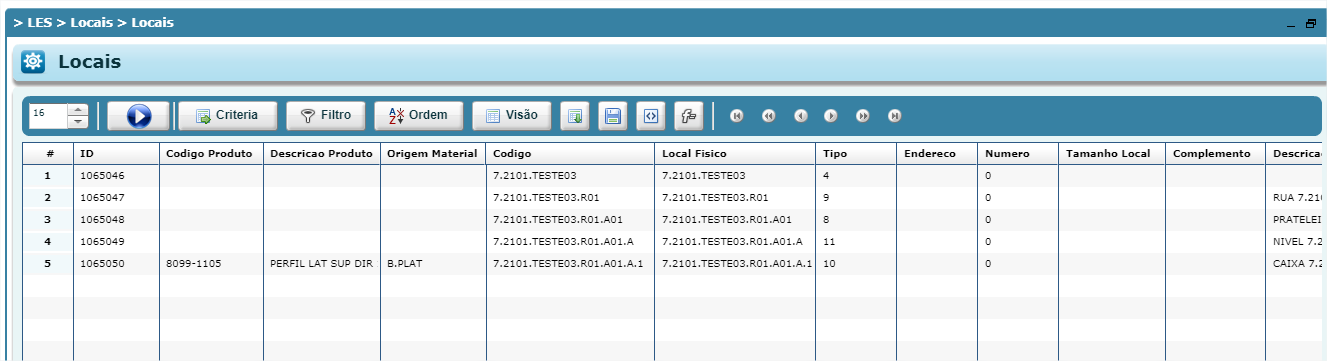 > LES > Locais > Locais
Locais
16 Criteria Filtro Ordem Visão
# ID Codigo Produto Descricao Produto Origem Material Codigo Local Fisico Tipo Endereco Numero Tamanho Local Complemento
1 1065046 7.2101.TESTE03 7.2101.TESTE03 4 0
2 1065047 7.2101.TESTE03.R01 7.2101.TESTE03.R01 9 0 RUA
3 1065048 7.2101.TESTE03.R01.A01 7.2101.TESTE03.R01.A01 8 0
4 1065049 7.2101.TESTE03.R01.A01.A 7.2101.TESTE03.R01.A01.A 11 0 NIVEL
5 1065050 8099-1105 PERFIL LAT SUP DIR B.PLAT 7.2101.TESTE03.R01.A01.A.1 7.2101.TESTE03.R01.A01.A.1 10 0 CAIXA